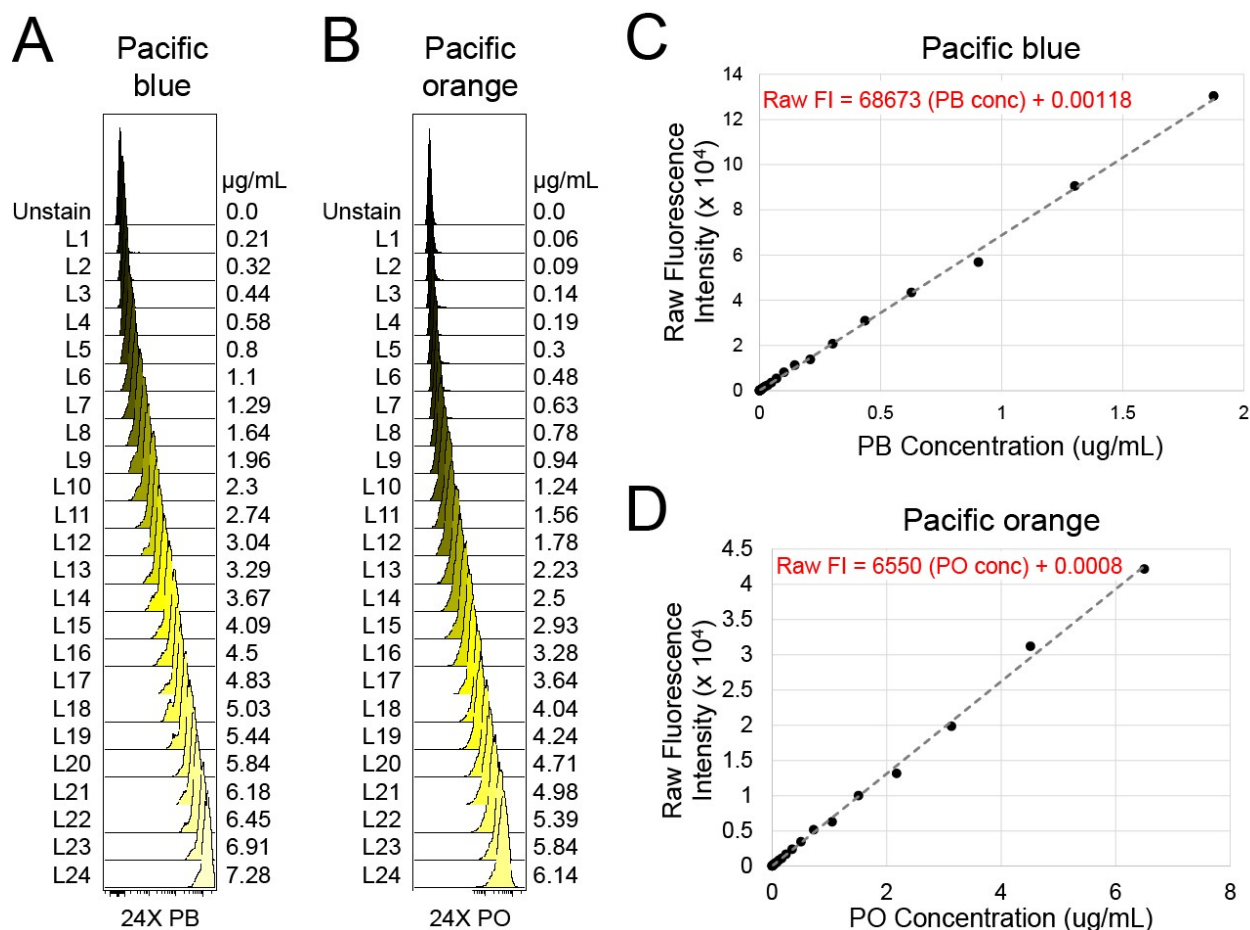 A
Pacific
blue
µg/mL
Unstain 0.0
L1 0.21
L2 0.32
L3 0.44
L4 0.58
L5 0.8
L6 1.1
L7 1.29
L8 1.64
L9 1.96
L10 2.3
L11 2.74
L12 3.04
L13 3.29
L14 3.67
L15 4.09
L16 4.5
L17 4.83
L18 5.03
L19 5.44
L20 5.84
L21 6.18
L22 6.45
L23 6.91
L24 7.28
24X PB
B
Pacific
orange
µg/mL
Unstain 0.0
L1 0.06
L2 0.09
L3 0.14
L4 0.19
L5 0.3
L6 0.48
L7 0.63
L8 0.78
L9 0.94
L10 1.24
L11 1.56
L12 1.78
L13 2.23
L14 2.5
L15 2.93
L16 3.28
L17 3.64
L18 4.04
L19 4.24
L20 4.71
L21 4.98
L22 5.39
L23 5.84
L24 6.14
24X PO
C
Pacific blue
Raw FI = 68673 (PB conc) + 0.00118
Raw Fluorescence
Intensity (x 10⁴)
14
12
10
8
6
4
2
0
0 0.5 1 1.5 2
PB Concentration (ug/mL)
D
Pacific orange
Raw FI = 6550 (PO conc) + 0.0008
Raw Fluorescence
Intensity (x 10⁴)
4.5
4
3.5
3
2.5
2
1.5
1
0.5
0
0 2 4 6 8
PO Concentration (ug/mL)